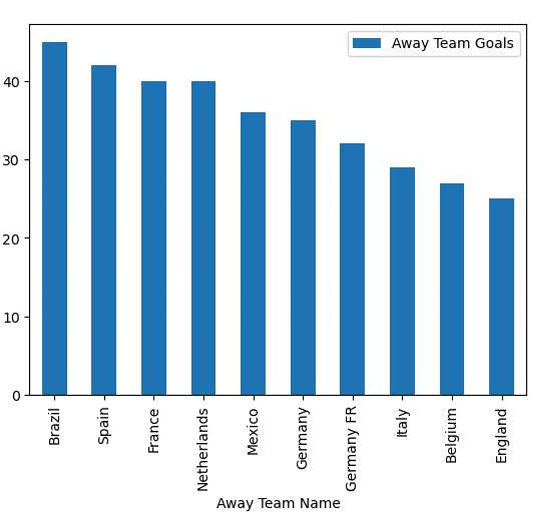 Away Team Goals
40
30
20
10
0
Brazil
Spain
France
Netherlands
Mexico
Germany
Germany FR
Italy
Belgium
England
Away Team Name